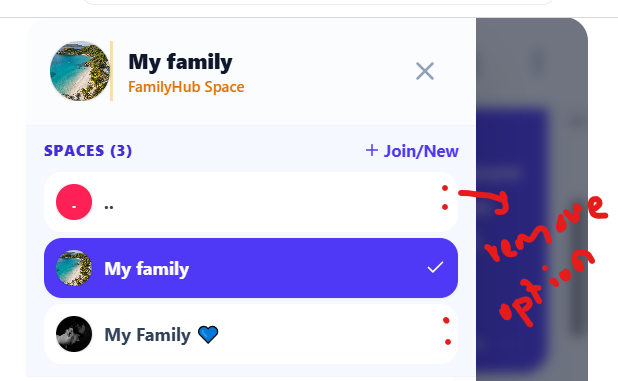 My family
FamilyHub Space
SPACES (3)
+ Join/New
..
My family
My Family 💙
remove
option